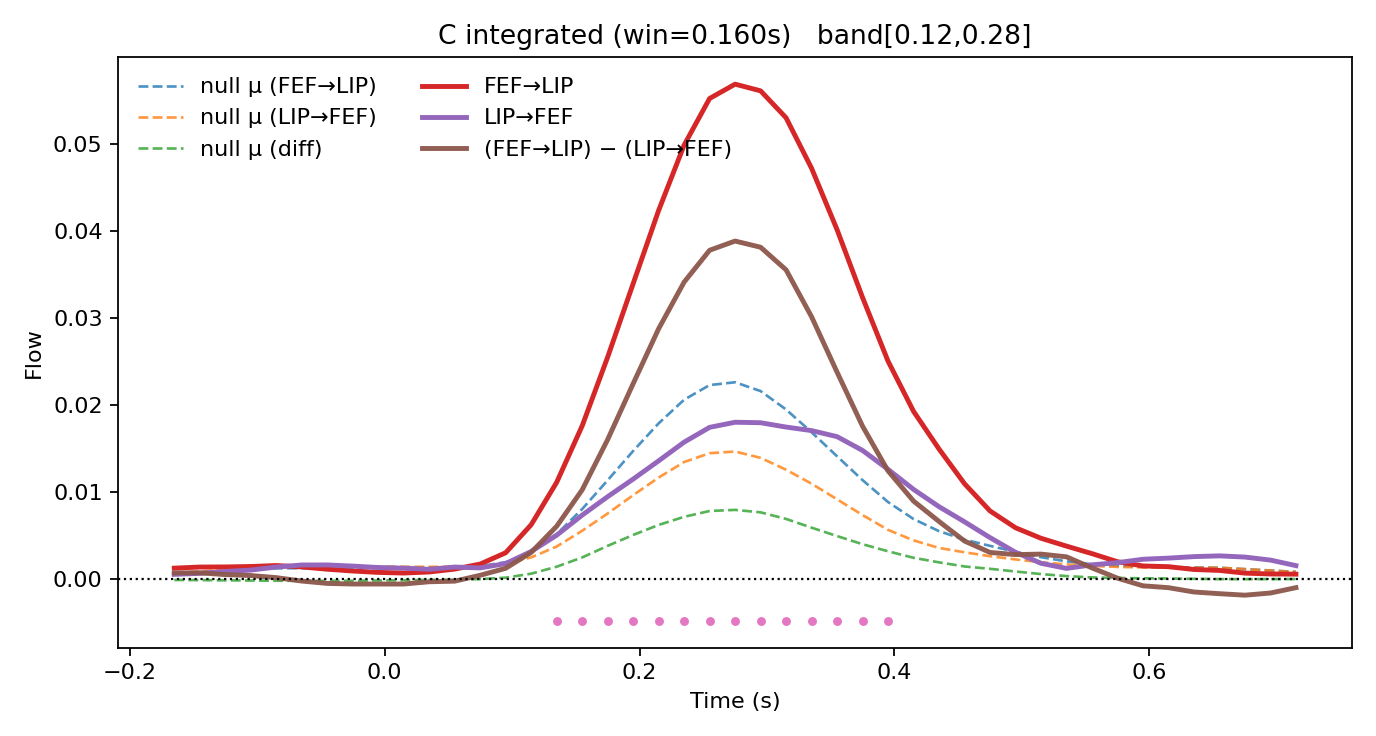 C integrated (win=0.160s)   band[0.12,0.28]
null μ (FEF→LIP)
null μ (LIP→FEF)
null μ (diff)
FEF→LIP
LIP→FEF
(FEF→LIP) − (LIP→FEF)
Flow
0.05
0.04
0.03
0.02
0.01
0.00
−0.2
0.0
0.2
0.4
0.6
Time (s)